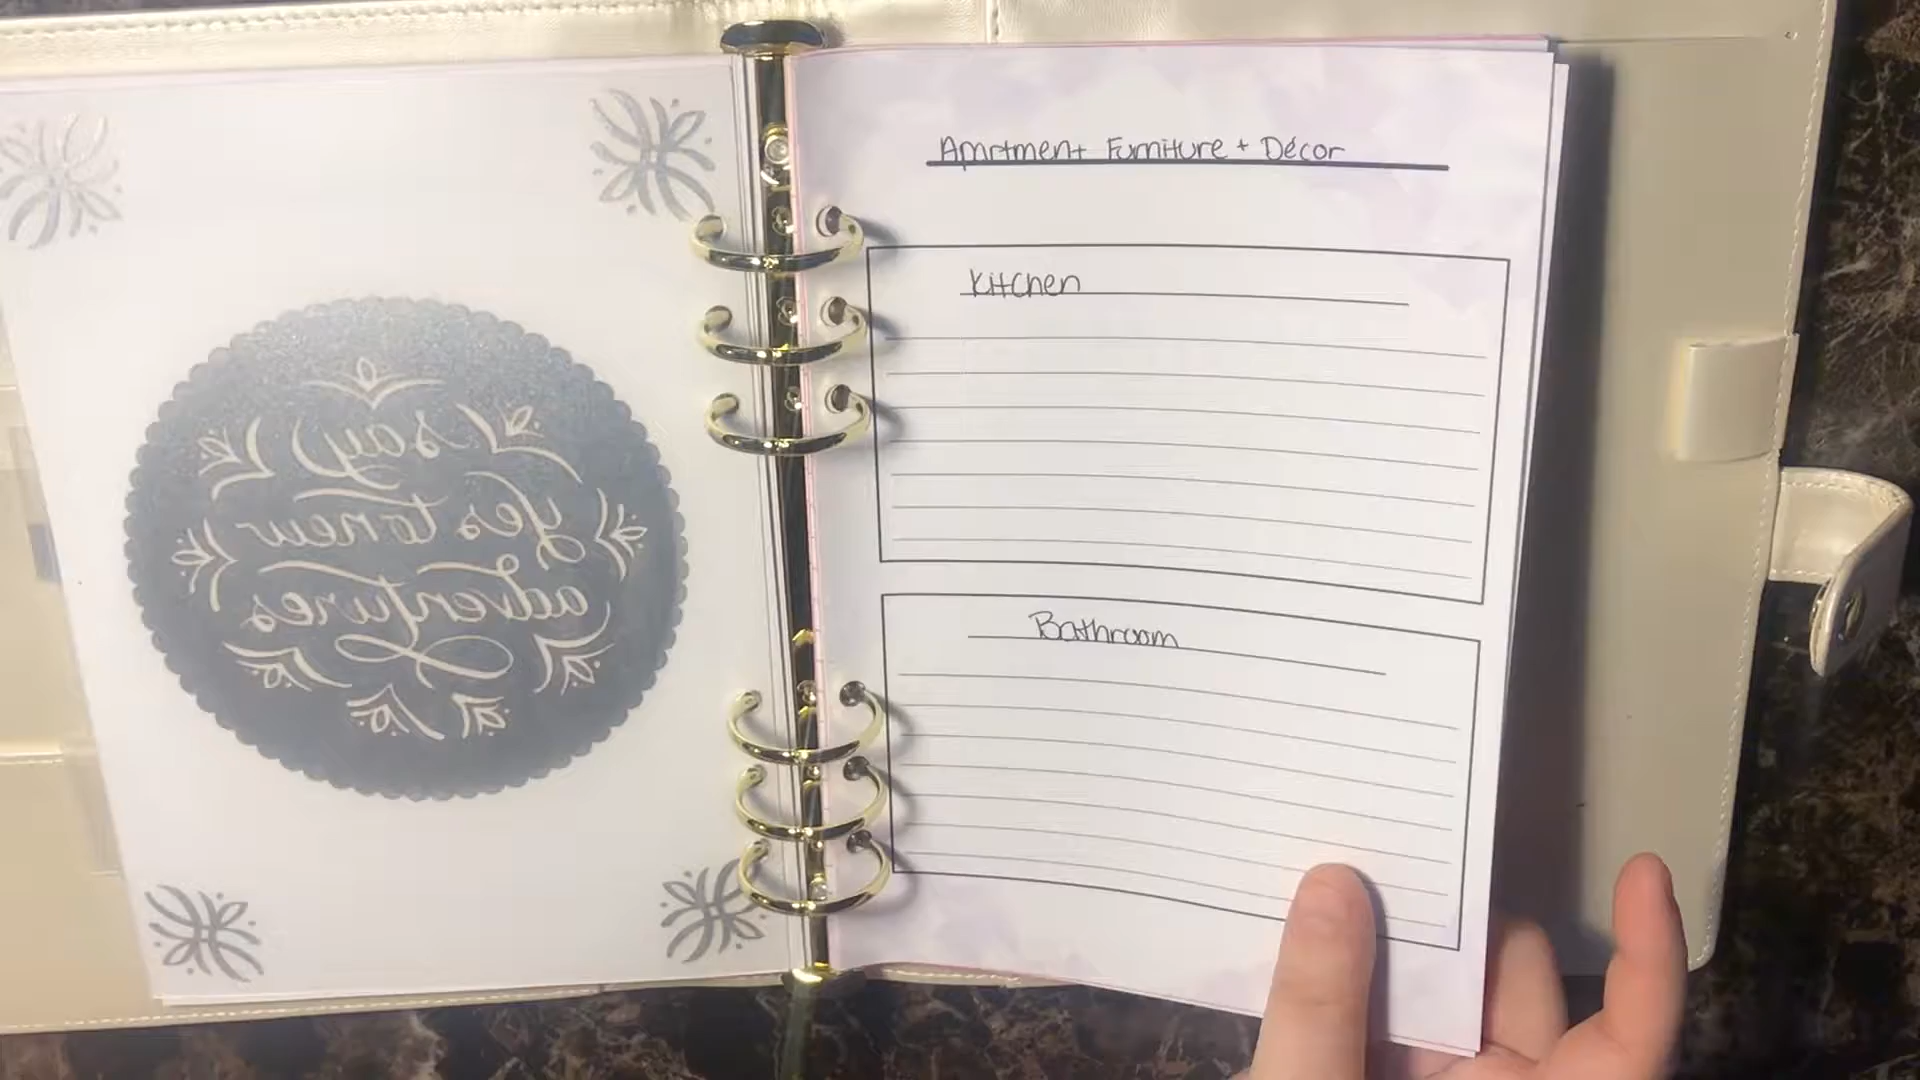 say
yes to new
adventures
Apartment Furniture + Décor
Kitchen
Bathroom